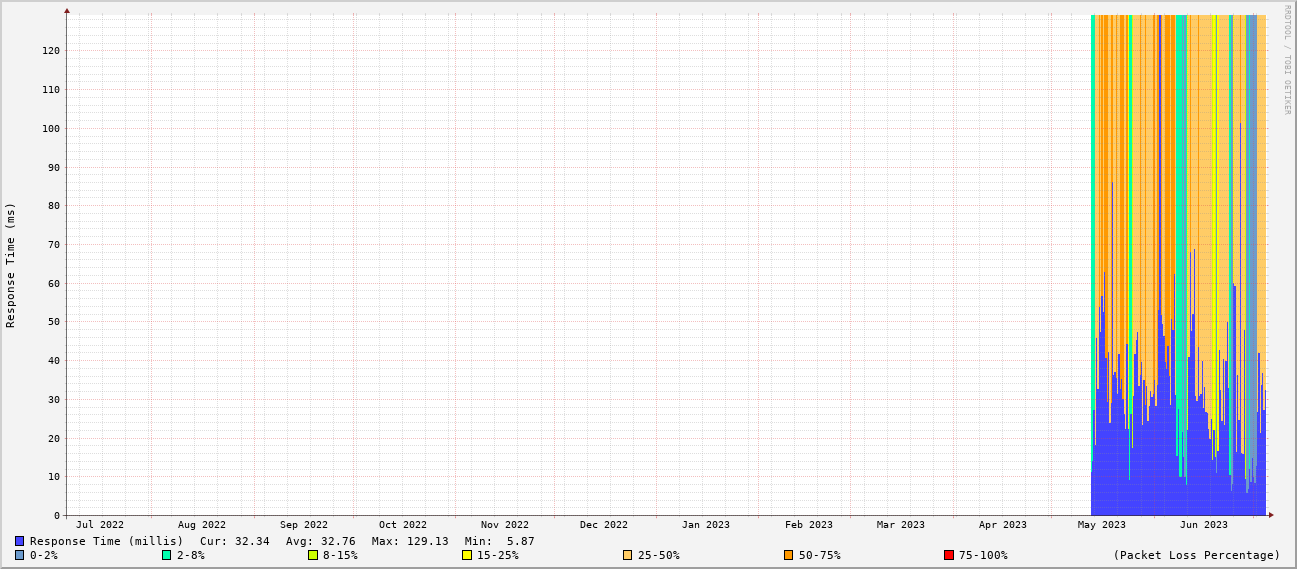 RRDTOOL / TOBI OETIKER
Response Time (ms)
120
110
100
90
80
70
60
50
40
30
20
10
0
Jul 2022 Aug 2022 Sep 2022 Oct 2022 Nov 2022 Dec 2022 Jan 2023 Feb 2023 Mar 2023 Apr 2023 May 2023 Jun 2023
Response Time (millis) Cur: 32.34 Avg: 32.76 Max: 129.13 Min: 5.87
0-2% 2-8% 8-15% 15-25% 25-50% 50-75% 75-100% (Packet Loss Percentage)